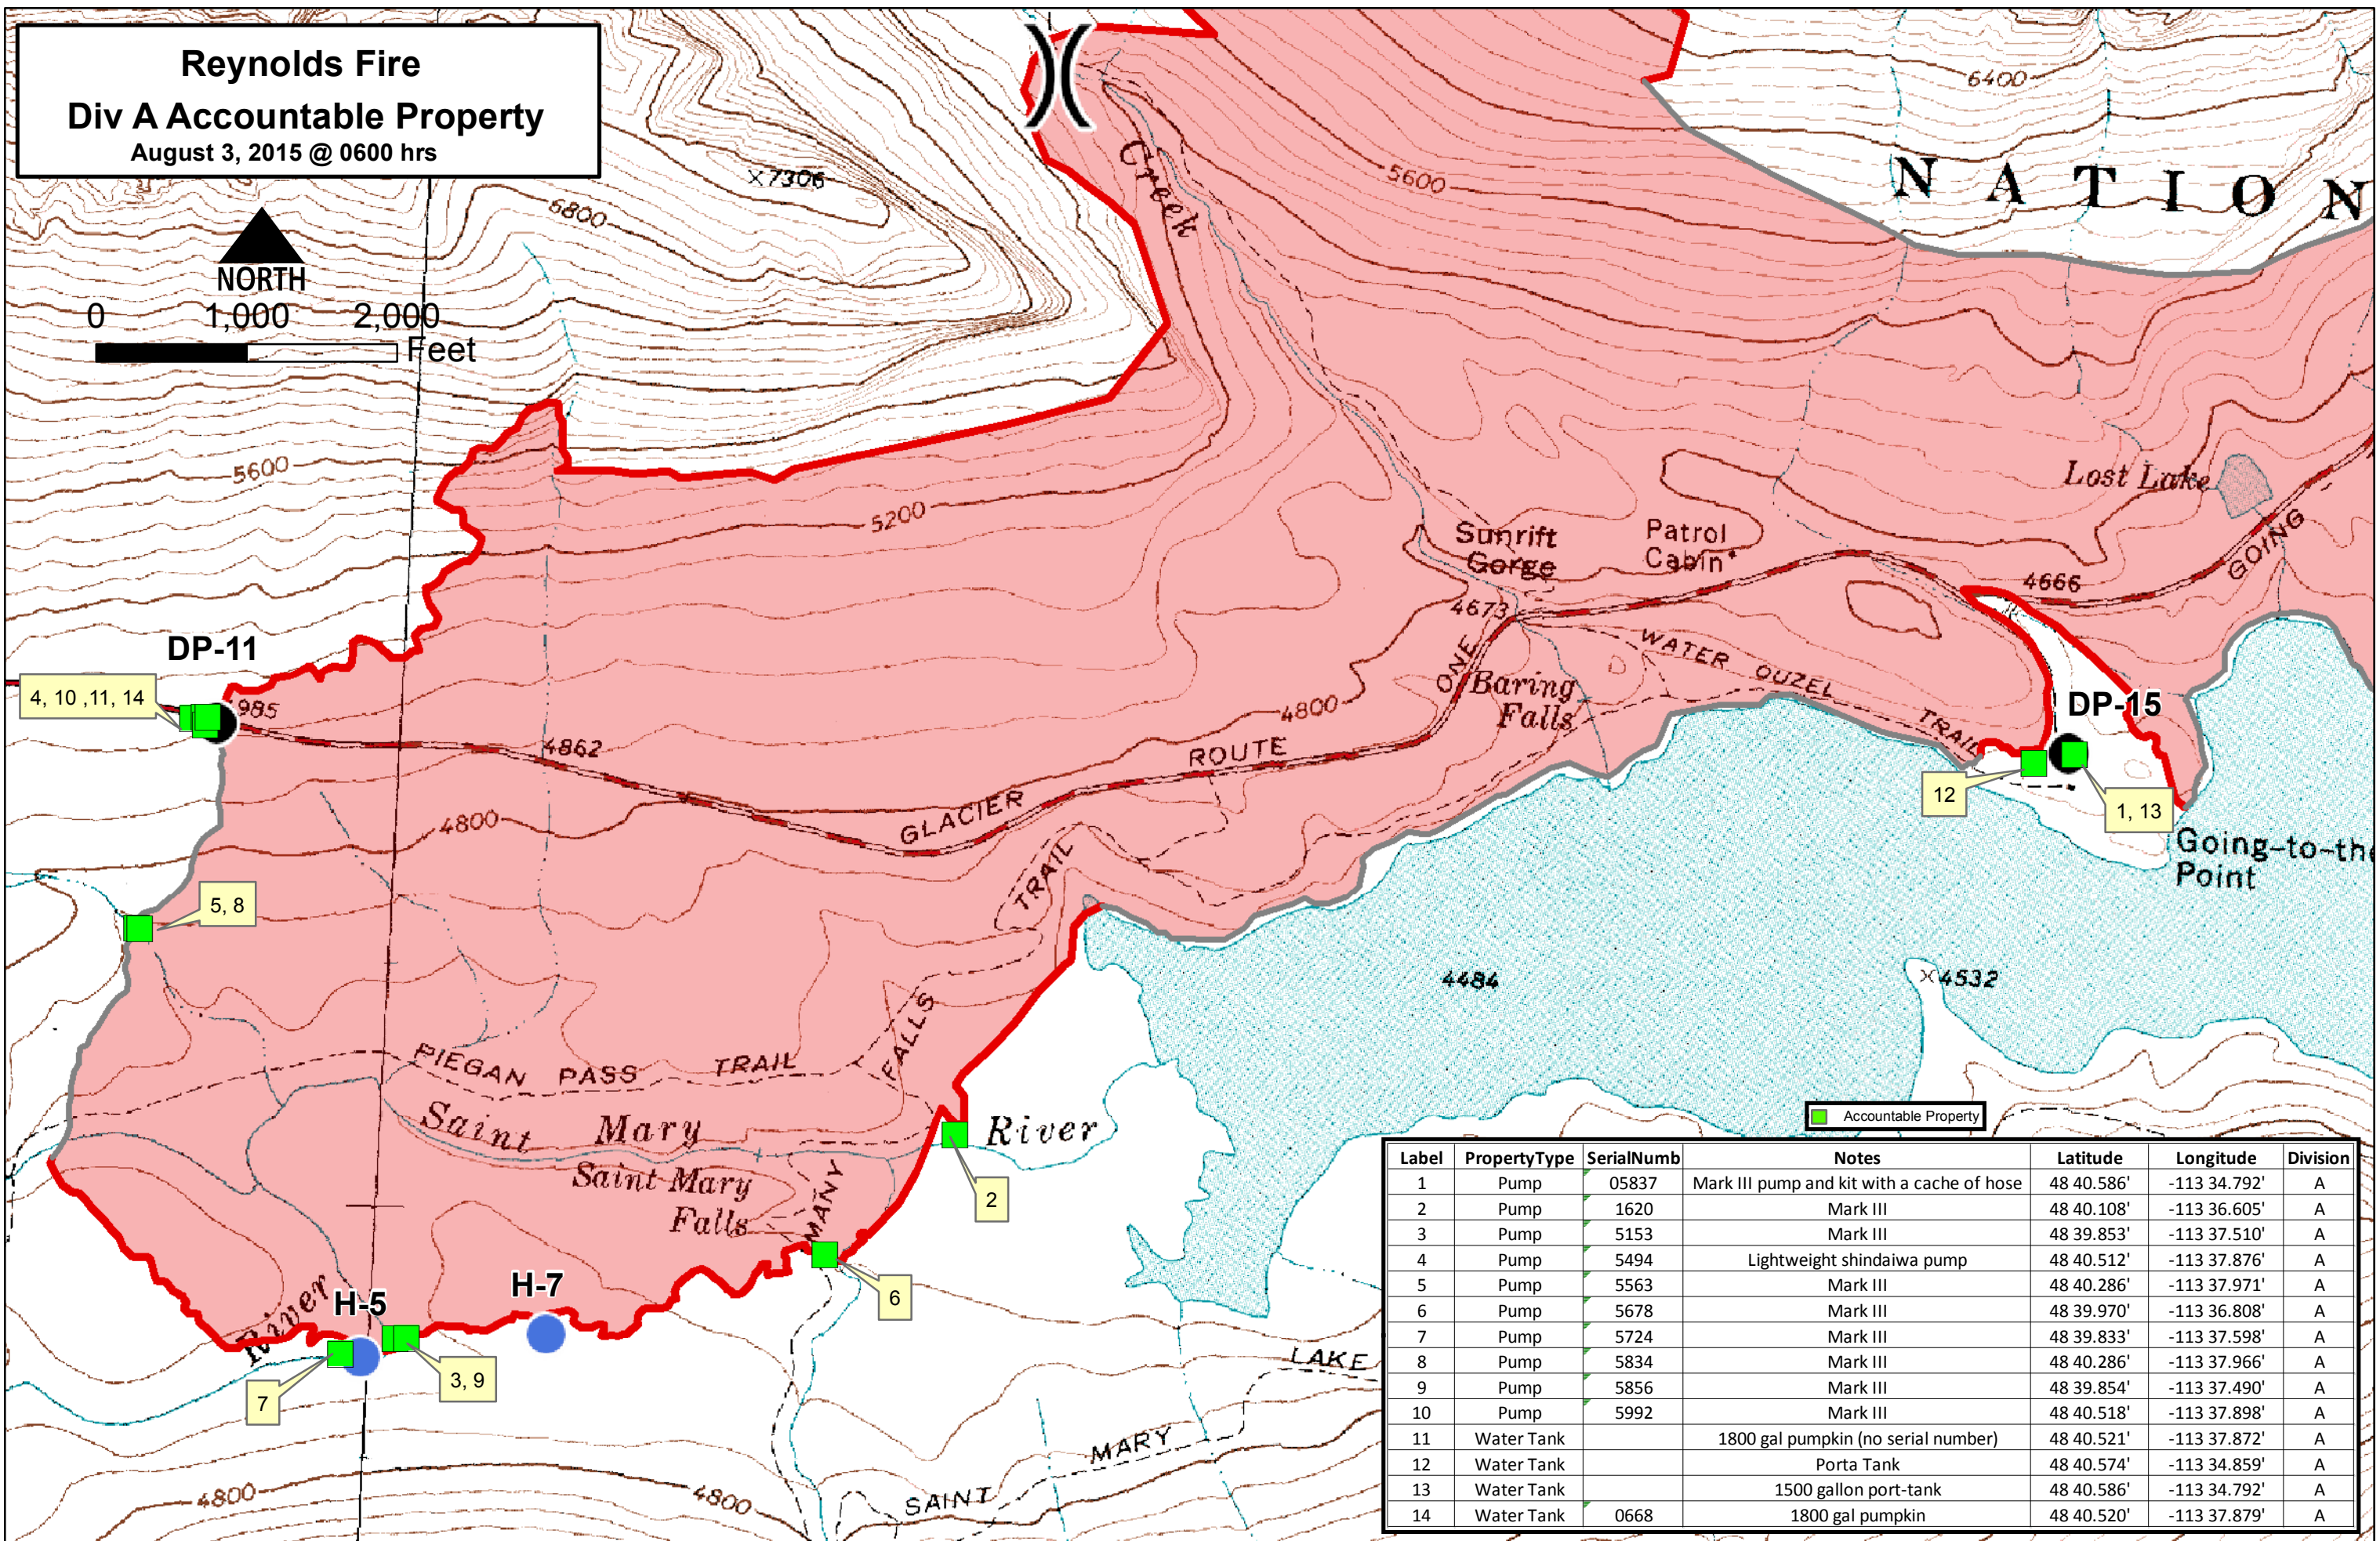 Reynolds Fire
Div A Accountable Property
August 3, 2015 @ 0600 hrs
NORTH
0 1,000 2,000
Feet
×7306
6800
6400
Creek
5600
NATION
5600
5200
Lost Lake
Sunrift
Gorge
Patrol
Cabin
4666
GOING
4673
DP-11
4, 10 ,11, 14
985
4862
4800
ONE
Baring
Falls
WATER OUZEL
TRAIL
DP-15
12
1, 13
Going-to-the
Point
ROUTE
GLACIER
4800
TRAIL
5, 8
4484
×4532
FALLS
PIEGAN PASS TRAIL
Saint Mary River
Saint Mary
Falls
MANY
2
6
River
H-5
H-7
7
3, 9
LAKE
MARY
SAINT
4800
4800
Accountable Property
Label PropertyType SerialNumb Notes Latitude Longitude Division
1 Pump 05837 Mark III pump and kit with a cache of hose 48 40.586' -113 34.792' A
2 Pump 1620 Mark III 48 40.108' -113 36.605' A
3 Pump 5153 Mark III 48 39.853' -113 37.510' A
4 Pump 5494 Lightweight shindaiwa pump 48 40.512' -113 37.876' A
5 Pump 5563 Mark III 48 40.286' -113 37.971' A
6 Pump 5678 Mark III 48 39.970' -113 36.808' A
7 Pump 5724 Mark III 48 39.833' -113 37.598' A
8 Pump 5834 Mark III 48 40.286' -113 37.966' A
9 Pump 5856 Mark III 48 39.854' -113 37.490' A
10 Pump 5992 Mark III 48 40.518' -113 37.898' A
11 Water Tank 1800 gal pumpkin (no serial number) 48 40.521' -113 37.872' A
12 Water Tank Porta Tank 48 40.574' -113 34.859' A
13 Water Tank 1500 gallon port-tank 48 40.586' -113 34.792' A
14 Water Tank 0668 1800 gal pumpkin 48 40.520' -113 37.879' A